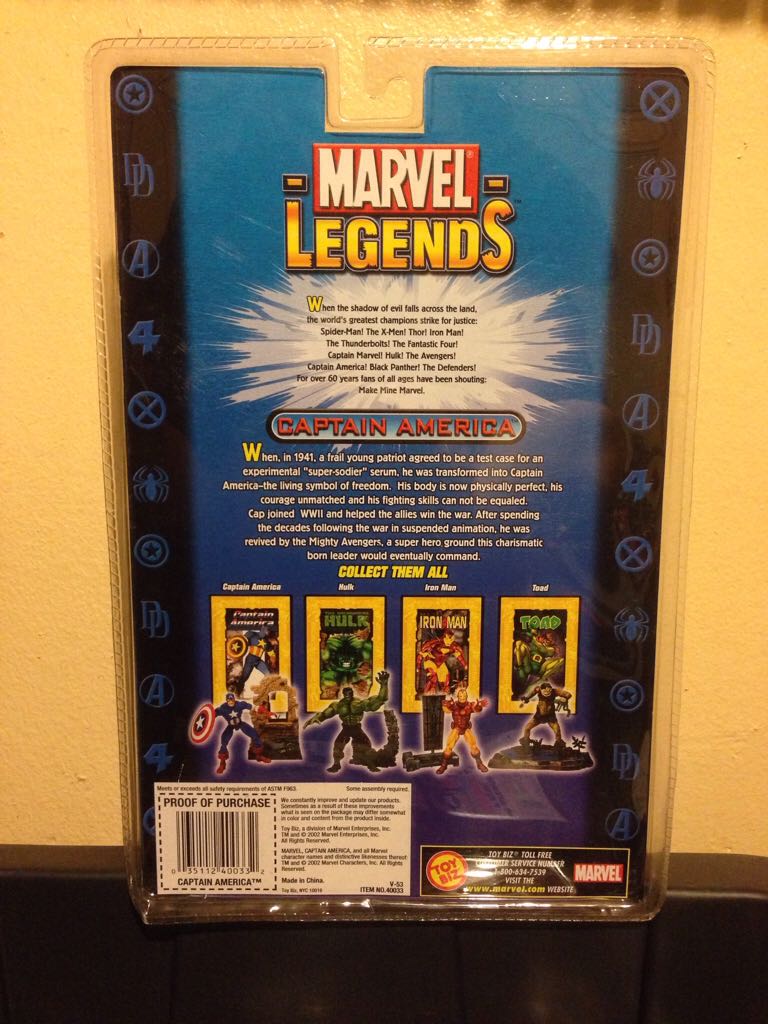 MARVEL®
LEGENDS™
When the shadow of evil falls across the land,
the world's greatest champions strike for justice:
Spider-Man! The X-Men! Thor! Iron Man!
The Thunderbolts! The Fantastic Four!
Captain Marvel! Hulk! The Avengers!
Captain America! Black Panther! The Defenders!
For over 60 years fans of all ages have been shouting:
Make Mine Marvel.
CAPTAIN AMERICA
When, in 1941, a frail young patriot agreed to be a test case for an
experimental "super-sodier" serum, he was transformed into Captain
America–the living symbol of freedom. His body is now physically perfect, his
courage unmatched and his fighting skills can not be equaled.
Cap joined WWII and helped the allies win the war. After spending
the decades following the war in suspended animation, he was
revived by the Mighty Avengers, a super hero ground this charismatic
born leader would eventually command.
COLLECT THEM ALL
Captain America Hulk Iron Man Toad
Captain America
HULK
IRON MAN
TOAD
Meets or exceeds all safety requirements of ASTM F963. Some assembly required.
PROOF OF PURCHASE
0 35112 40033 2
CAPTAIN AMERICA™
We constantly improve and update our products.
Sometimes as a result of these improvements
what is seen on the package may differ somewhat
in color and content from the product inside.
Toy Biz, a division of Marvel Enterprises, Inc.
TM and © 2002 Marvel Enterprises, Inc. All
Rights Reserved.
MARVEL, CAPTAIN AMERICA, and all Marvel
character names and distinctive likenesses thereof:
TM and © 2002 Marvel Characters, Inc. All Rights
Reserved.
Made in China. V-53
Toy Biz, NYC 10016 ITEM NO.40033
TOY BIZ
TOY BIZ® TOLL FREE
SERVICE NUMBER
1-800-634-7539
VISIT THE
www.marvel.com WEBSITE
MARVEL